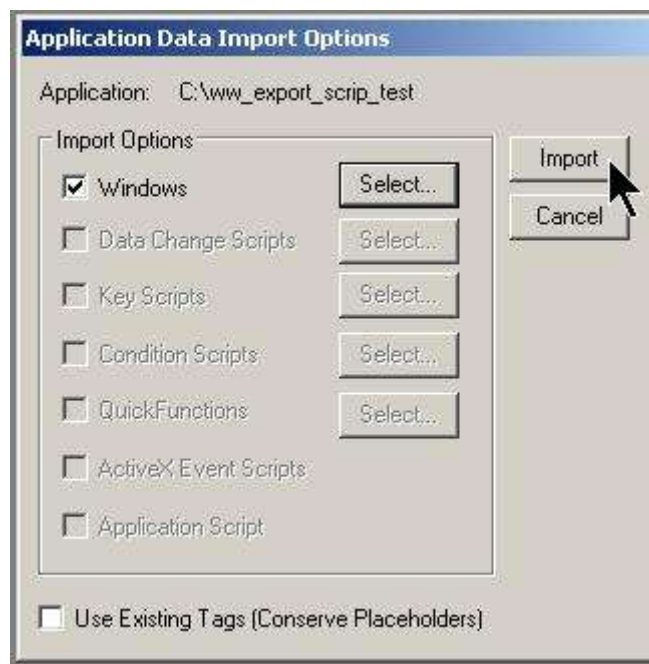 Application Data Import Options
Application: C:\ww_export_scrip_test
Import Options
Windows Select... Import
Data Change Scripts Select... Cancel
Key Scripts Select...
Condition Scripts Select...
QuickFunctions Select...
ActiveX Event Scripts
Application Script
Use Existing Tags (Conserve Placeholders)